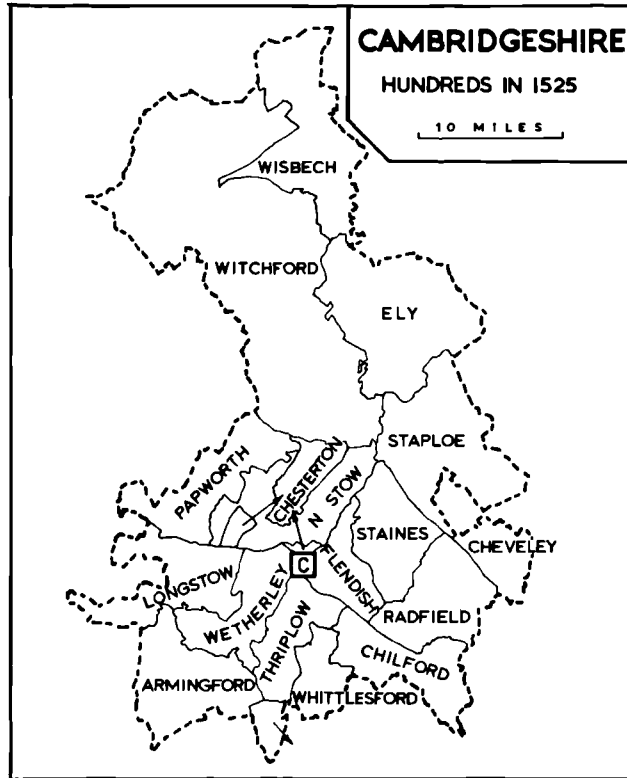 CAMBRIDGESHIRE
HUNDREDS IN 1525
10 MILES
WISBECH
WITCHFORD
ELY
STAPLOE
PAPWORTH
CHESTERTON
N STOW
STAINES
CHEVELEY
C
FLENDISH
LONGSTOW
WETHERLEY
RADFIELD
THRIPLOW
CHILFORD
ARMINGFORD
WHITTLESFORD